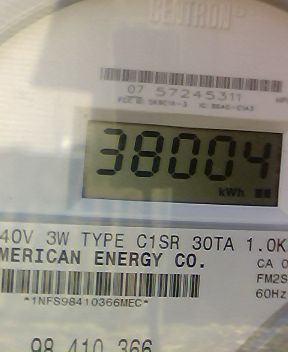 CENTRON
07 57245311
38004
kWh
40V 3W TYPE C1SR 30TA 1.0K
MERICAN ENERGY CO.
CA 0
FM2S
60Hz
*1NFS98410366MEC*
98 410 366